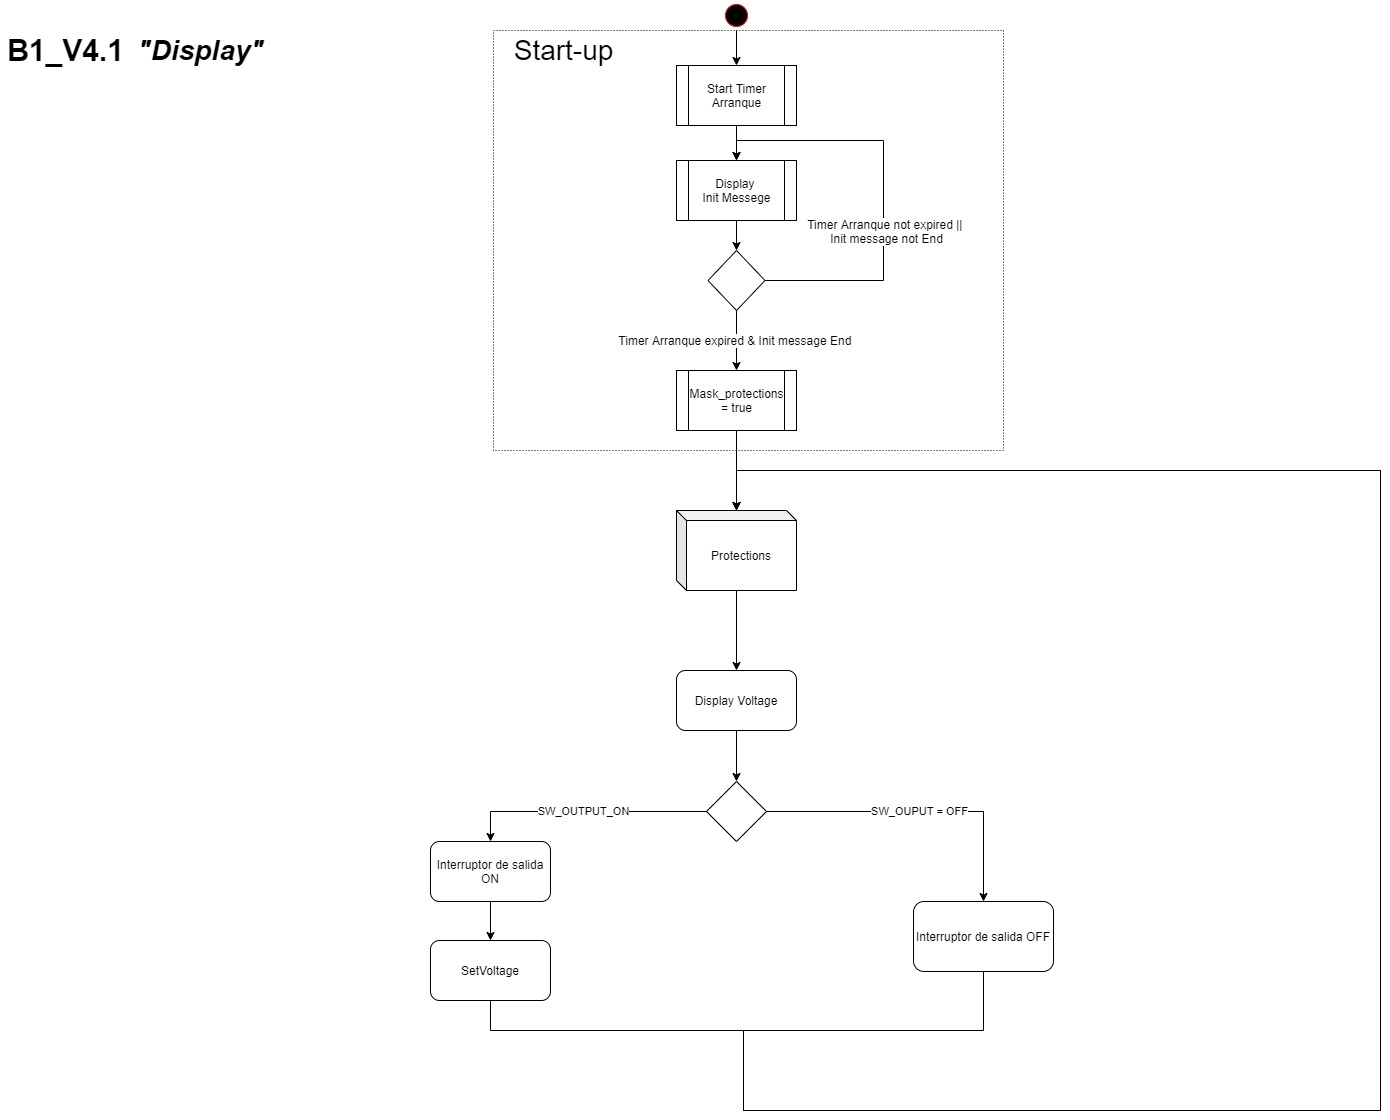 B1_V4.1 "Display"
Start-up
Start Timer
Arranque
Display
Init Messege
Timer Arranque not expired ||
Init message not End
Timer Arranque expired & Init message End
Mask_protections
= true
Protections
Display Voltage
SW_OUTPUT_ON
SW_OUPUT = OFF
Interruptor de salida
ON
Interruptor de salida OFF
SetVoltage